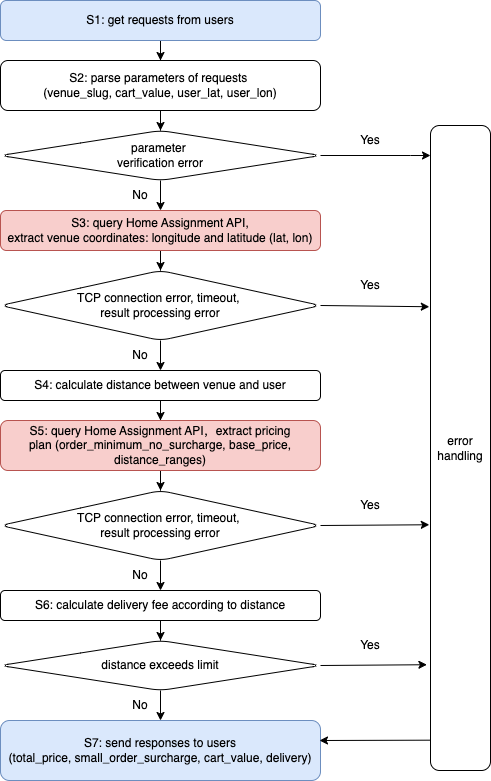 S1: get requests from users
S2: parse parameters of requests
(venue_slug, cart_value, user_lat, user_lon)
parameter
verification error
Yes
No
S3: query Home Assignment API,
extract venue coordinates: longitude and latitude (lat, lon)
TCP connection error, timeout,
result processing error
Yes
No
S4: calculate distance between venue and user
S5: query Home Assignment API，extract pricing
plan (order_minimum_no_surcharge, base_price,
distance_ranges)
error
handling
TCP connection error, timeout,
result processing error
Yes
No
S6: calculate delivery fee according to distance
distance exceeds limit
Yes
No
S7: send responses to users
(total_price, small_order_surcharge, cart_value, delivery)